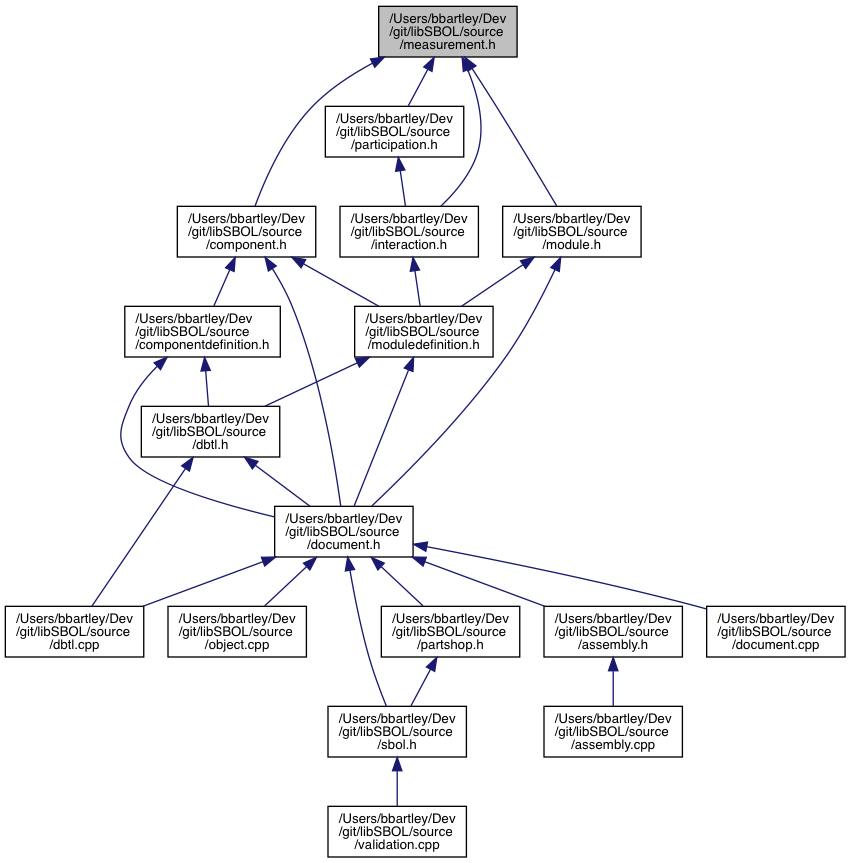 /Users/bbartley/Dev
/git/libSBOL/source
/measurement.h
/Users/bbartley/Dev
/git/libSBOL/source
/participation.h
/Users/bbartley/Dev
/git/libSBOL/source
/component.h
/Users/bbartley/Dev
/git/libSBOL/source
/interaction.h
/Users/bbartley/Dev
/git/libSBOL/source
/module.h
/Users/bbartley/Dev
/git/libSBOL/source
/componentdefinition.h
/Users/bbartley/Dev
/git/libSBOL/source
/moduledefinition.h
/Users/bbartley/Dev
/git/libSBOL/source
/dbtl.h
/Users/bbartley/Dev
/git/libSBOL/source
/document.h
/Users/bbartley/Dev
/git/libSBOL/source
/dbtl.cpp
/Users/bbartley/Dev
/git/libSBOL/source
/object.cpp
/Users/bbartley/Dev
/git/libSBOL/source
/partshop.h
/Users/bbartley/Dev
/git/libSBOL/source
/assembly.h
/Users/bbartley/Dev
/git/libSBOL/source
/document.cpp
/Users/bbartley/Dev
/git/libSBOL/source
/sbol.h
/Users/bbartley/Dev
/git/libSBOL/source
/assembly.cpp
/Users/bbartley/Dev
/git/libSBOL/source
/validation.cpp